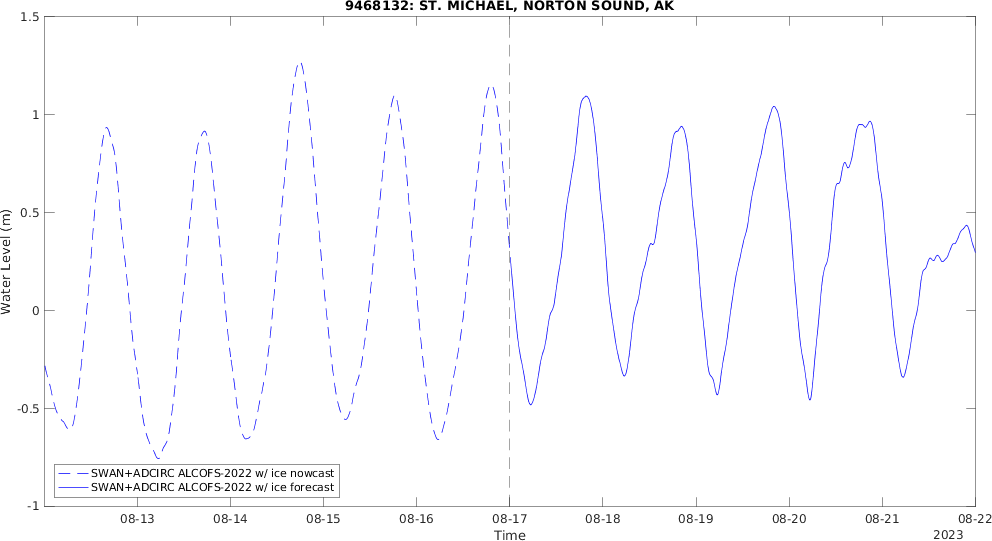 9468132: ST. MICHAEL, NORTON SOUND, AK
1.5
1
0.5
0
-0.5
-1
Water Level (m)
SWAN+ADCIRC ALCOFS-2022 w/ ice nowcast
SWAN+ADCIRC ALCOFS-2022 w/ ice forecast
08-13 08-14 08-15 08-16 08-17 08-18 08-19 08-20 08-21 08-22
Time
2023